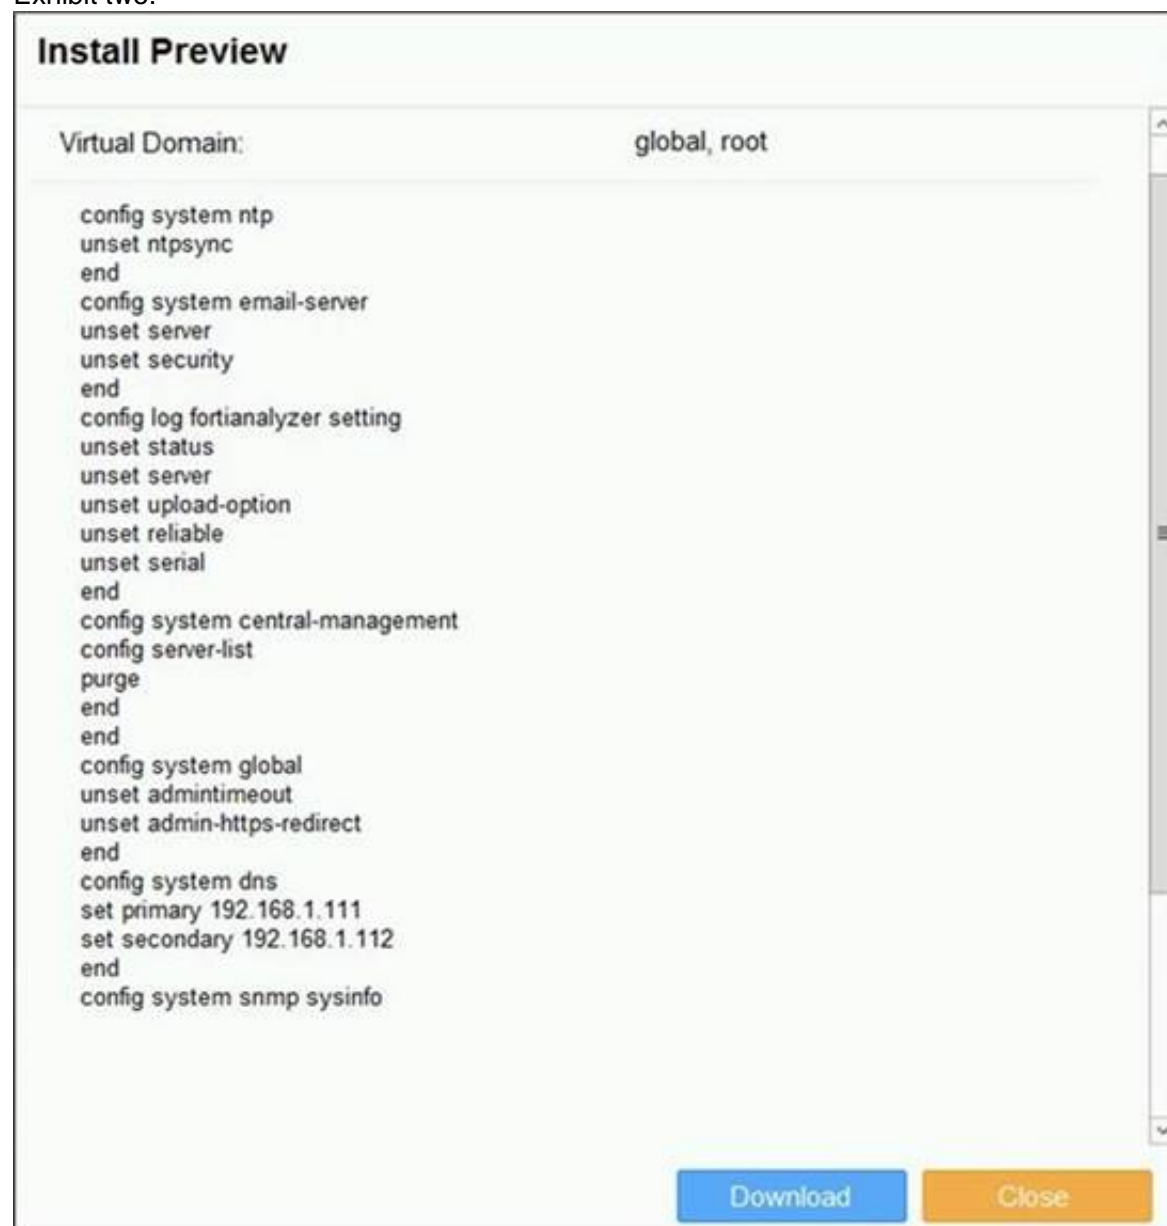 Exhibit two:
Install Preview
Virtual Domain: global, root
config system ntp
unset ntpsync
end
config system email-server
unset server
unset security
end
config log fortianalyzer setting
unset status
unset server
unset upload-option
unset reliable
unset serial
end
config system central-management
config server-list
purge
end
end
config system global
unset admintimeout
unset admin-https-redirect
end
config system dns
set primary 192.168.1.111
set secondary 192.168.1.112
end
config system snmp sysinfo
Download Close